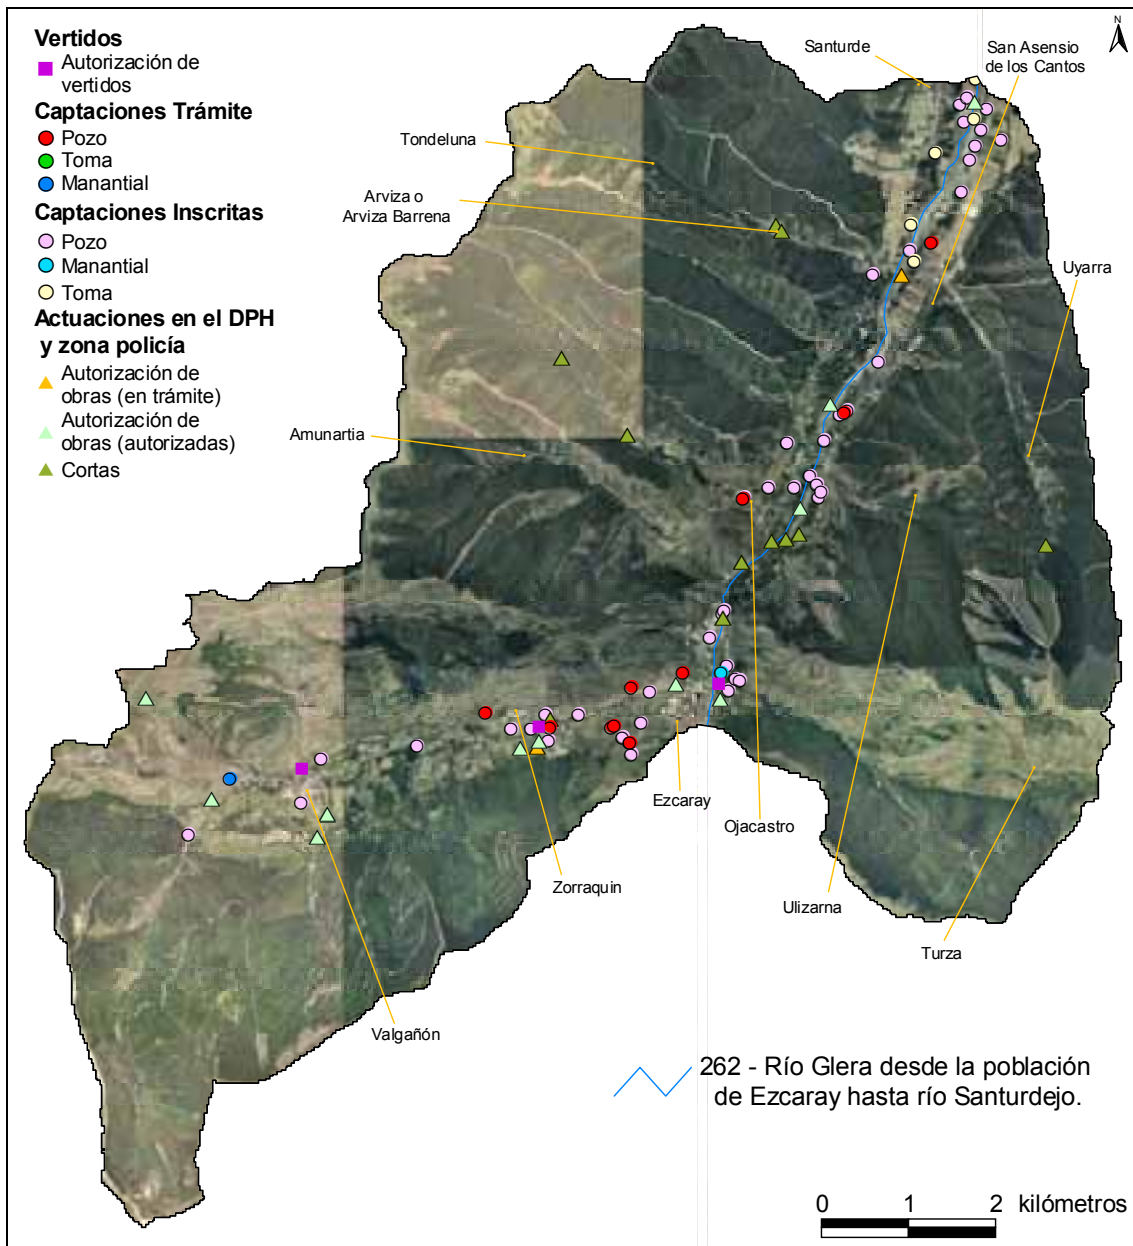 Vertidos
Autorización de
vertidos
Captaciones Trámite
Pozo
Toma
Manantial
Captaciones Inscritas
Pozo
Manantial
Toma
Actuaciones en el DPH
y zona policía
Autorización de
obras (en trámite)
Autorización de
obras (autorizadas)
Cortas
N
Santurde
San Asensio
de los Cantos
Tondeluna
Arviza o
Arviza Barrena
Uyarra
Amunartia
Ezcaray
Ojacastro
Zorraquin
Ulizarna
Turza
Valgañón
262 - Río Glera desde la población
de Ezcaray hasta río Santurdejo.
0 1 2 kilómetros